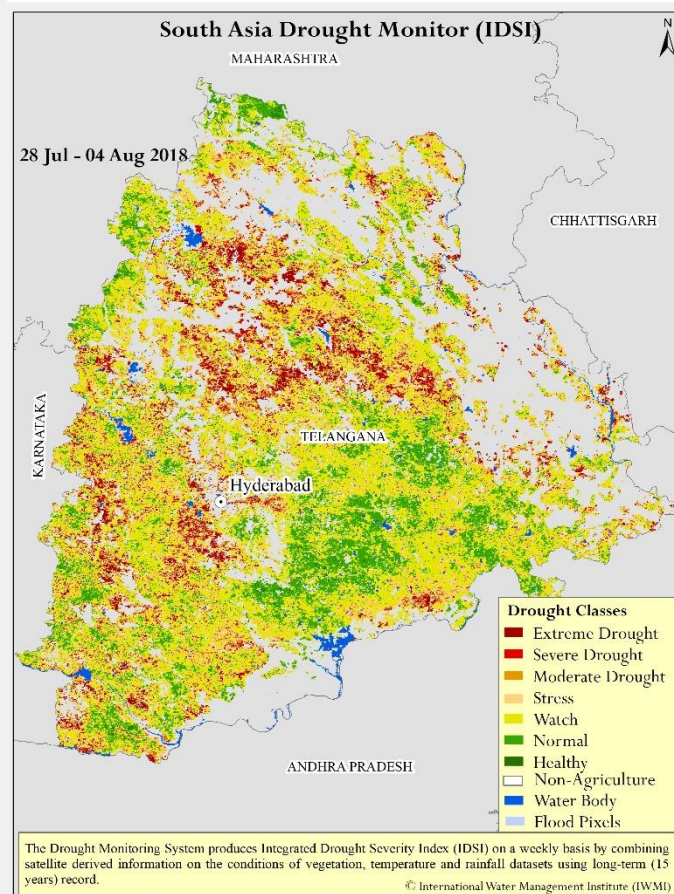 South Asia Drought Monitor (IDSI)
N
MAHARASHTRA
28 Jul - 04 Aug 2018
CHHATTISGARH
KARNATAKA
TELANGANA
Hyderabad
Drought Classes
Extreme Drought
Severe Drought
Moderate Drought
Stress
Watch
Normal
Healthy
Non-Agriculture
Water Body
Flood Pixels
ANDHRA PRADESH
The Drought Monitoring System produces Integrated Drought Severity Index (IDSI) on a weekly basis by combining
satellite derived information on the conditions of vegetation, temperature and rainfall datasets using long-term (15
years) record.
© International Water Management Institute (IWMI)